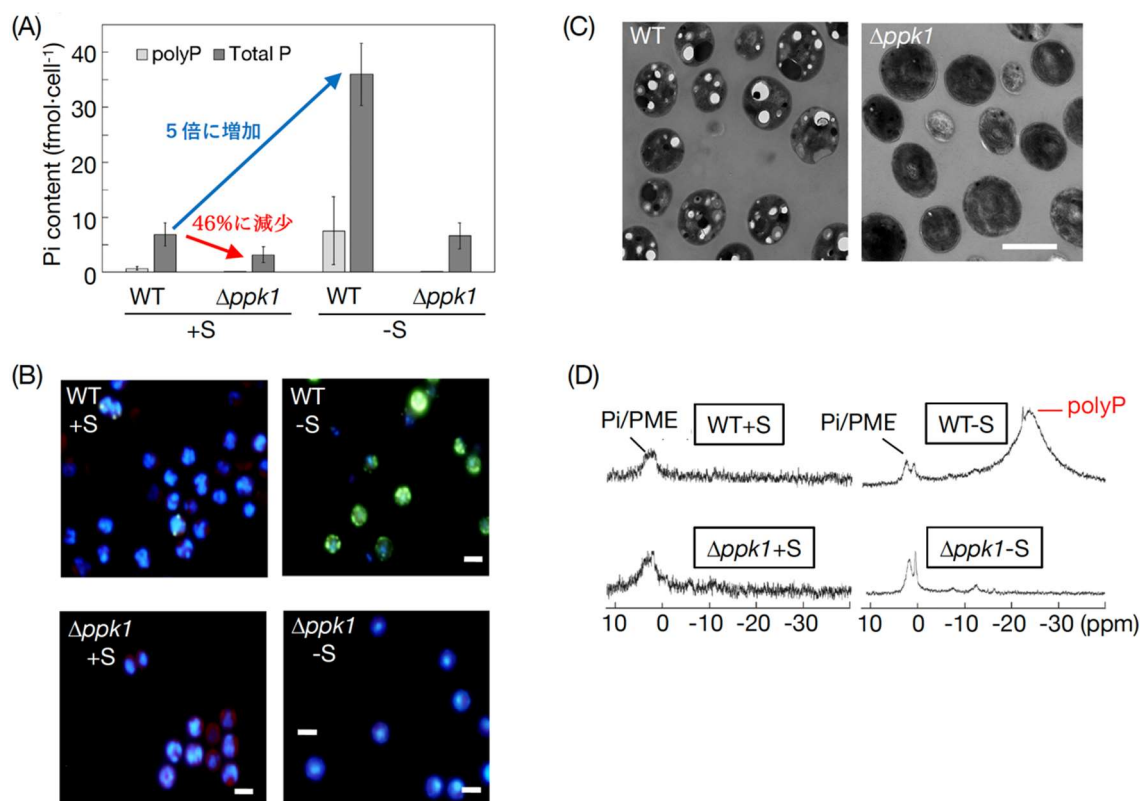 (A)
polyP Total P
Pi content (fmol·cell⁻¹)
40
30
20
10
0
5倍に増加
46%に減少
WT Δppk1 WT Δppk1
+S -S
(B)
WT
+S
WT
-S
Δppk1
+S
Δppk1
-S
(C)
WT
Δppk1
(D)
Pi/PME
WT+S
Pi/PME
WT-S
polyP
Δppk1+S
Δppk1-S
10 0 -10 -20 -30
10 0 -10 -20 -30 (ppm)